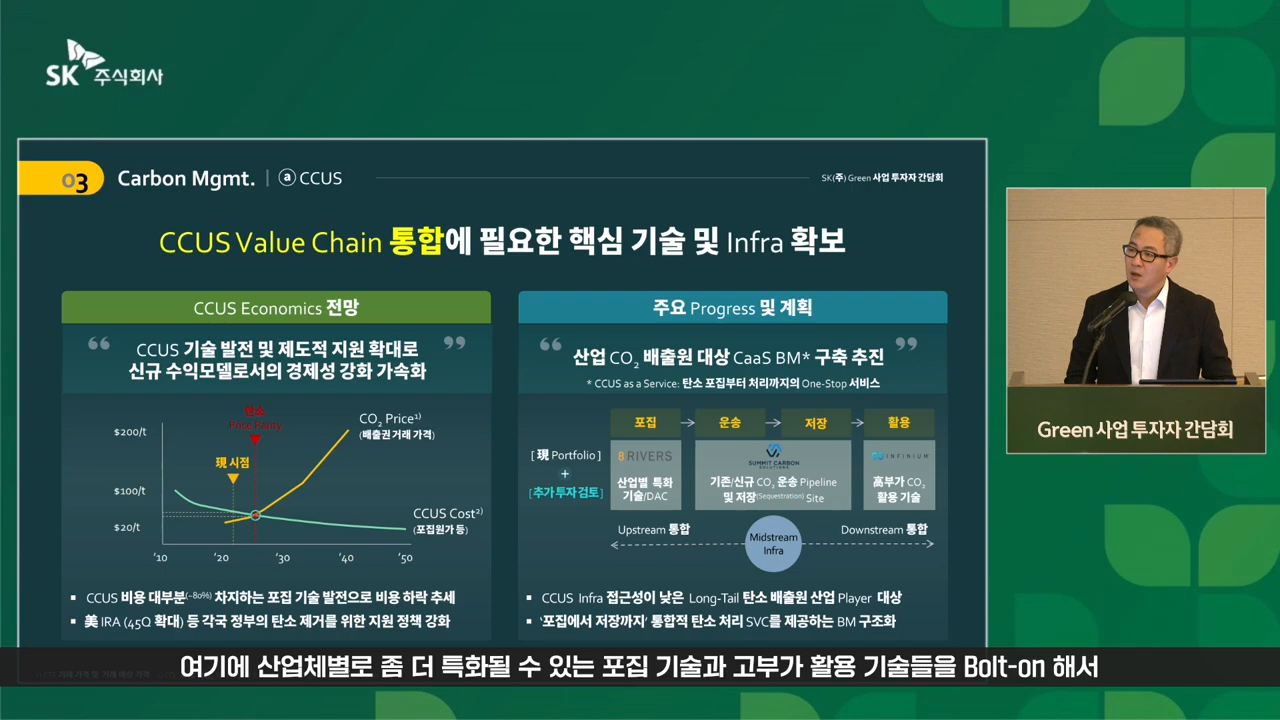 SK 주식회사
03
Carbon Mgmt. | ⓐ CCUS
SK(주) Green 사업 투자자 간담회
CCUS Value Chain 통합에 필요한 핵심 기술 및 Infra 확보
CCUS Economics 전망
“ CCUS 기술 발전 및 제도적 지원 확대로 ”
신규 수익모델로서의 경제성 강화 가속화
탄소
Price Parity
CO₂ Price¹⁾
(배출권 거래 가격)
$200/t
現 시점
$100/t
CCUS Cost²⁾
(포집원가 등)
$20/t
'10 '20 '30 '40 '50
▪ CCUS 비용 대부분(~80%) 차지하는 포집 기술 발전으로 비용 하락 추세
▪ 美 IRA (45Q 확대) 등 각국 정부의 탄소 제거를 위한 지원 정책 강화
주요 Progress 및 계획
“ 산업 CO₂ 배출원 대상 CaaS BM* 구축 추진 ”
* CCUS as a Service: 탄소 포집부터 처리까지의 One-Stop 서비스
포집 → 운송 → 저장 → 활용
[ 現 Portfolio ]
+
[추가 투자 검토]
8 RIVERS
산업별 특화
기술/DAC
SUMMIT CARBON
SOLUTIONS
기존/신규 CO₂ 운송 Pipeline
및 저장(Sequestration) Site
INFINIUM
高부가 CO₂
활용 기술
Upstream 통합
Midstream
Infra
Downstream 통합
▪ CCUS Infra 접근성이 낮은 Long-Tail 탄소 배출원 산업 Player 대상
▪ '포집에서 저장까지' 통합적 탄소 처리 SVC를 제공하는 BM 구조화
Green 사업 투자자 간담회
여기에 산업체별로 좀 더 특화될 수 있는 포집 기술과 고부가 활용 기술들을 Bolt-on 해서